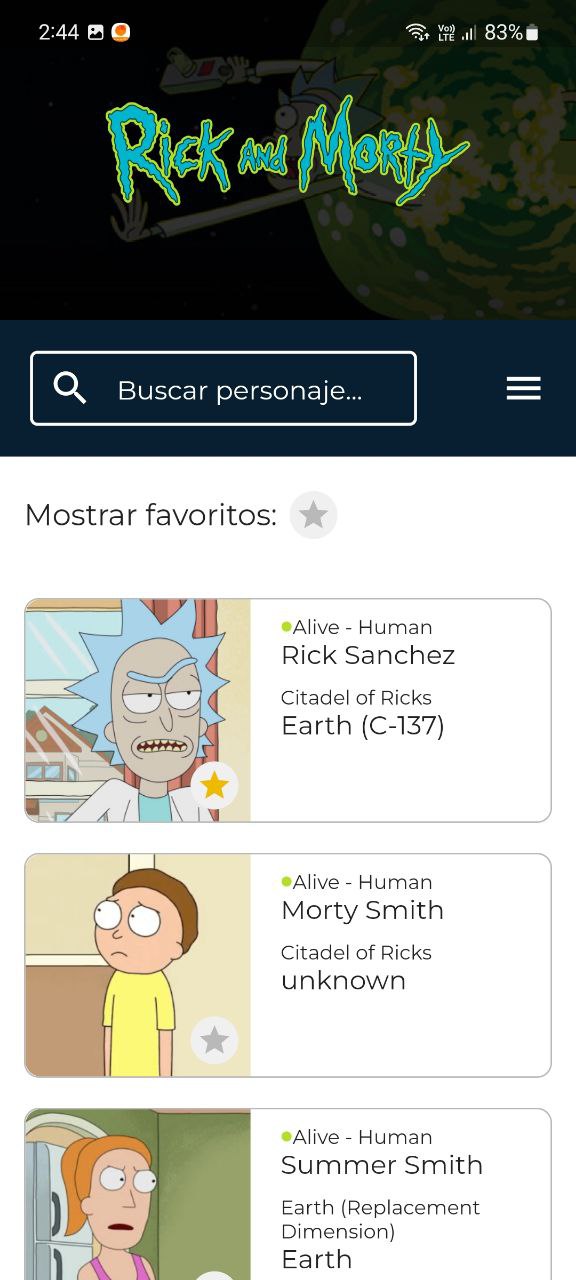 2:44
Vo))
LTE
83%
Rick and Morty
Buscar personaje...
Mostrar favoritos:
Alive - Human
Rick Sanchez
Citadel of Ricks
Earth (C-137)
Alive - Human
Morty Smith
Citadel of Ricks
unknown
Alive - Human
Summer Smith
Earth (Replacement
Dimension)
Earth